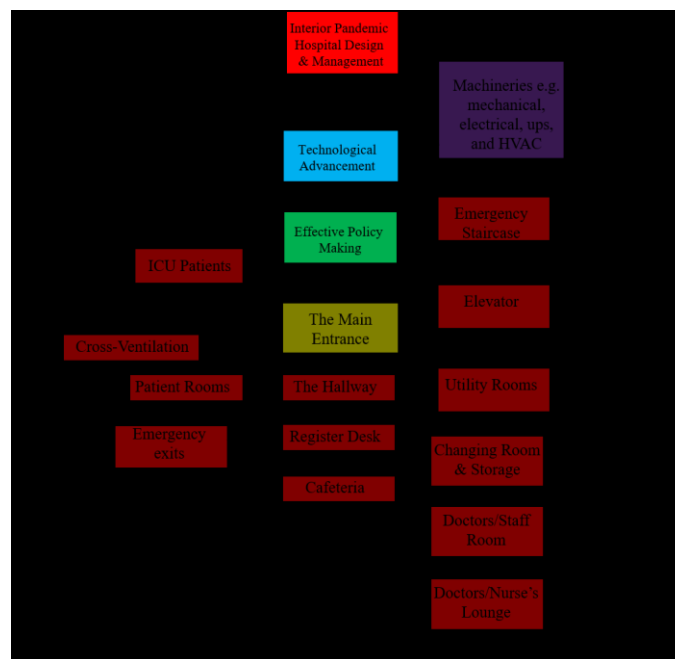 Interior Pandemic
Hospital Design
& Management
Machineries e.g.
mechanical,
electrical, ups,
and HVAC
Technological
Advancement
Emergency
Staircase
Effective Policy
Making
ICU Patients
Elevator
The Main
Entrance
Cross-Ventilation
Patient Rooms
The Hallway
Utility Rooms
Emergency
exits
Register Desk
Changing Room
& Storage
Cafeteria
Doctors/Staff
Room
Doctors/Nurse's
Lounge